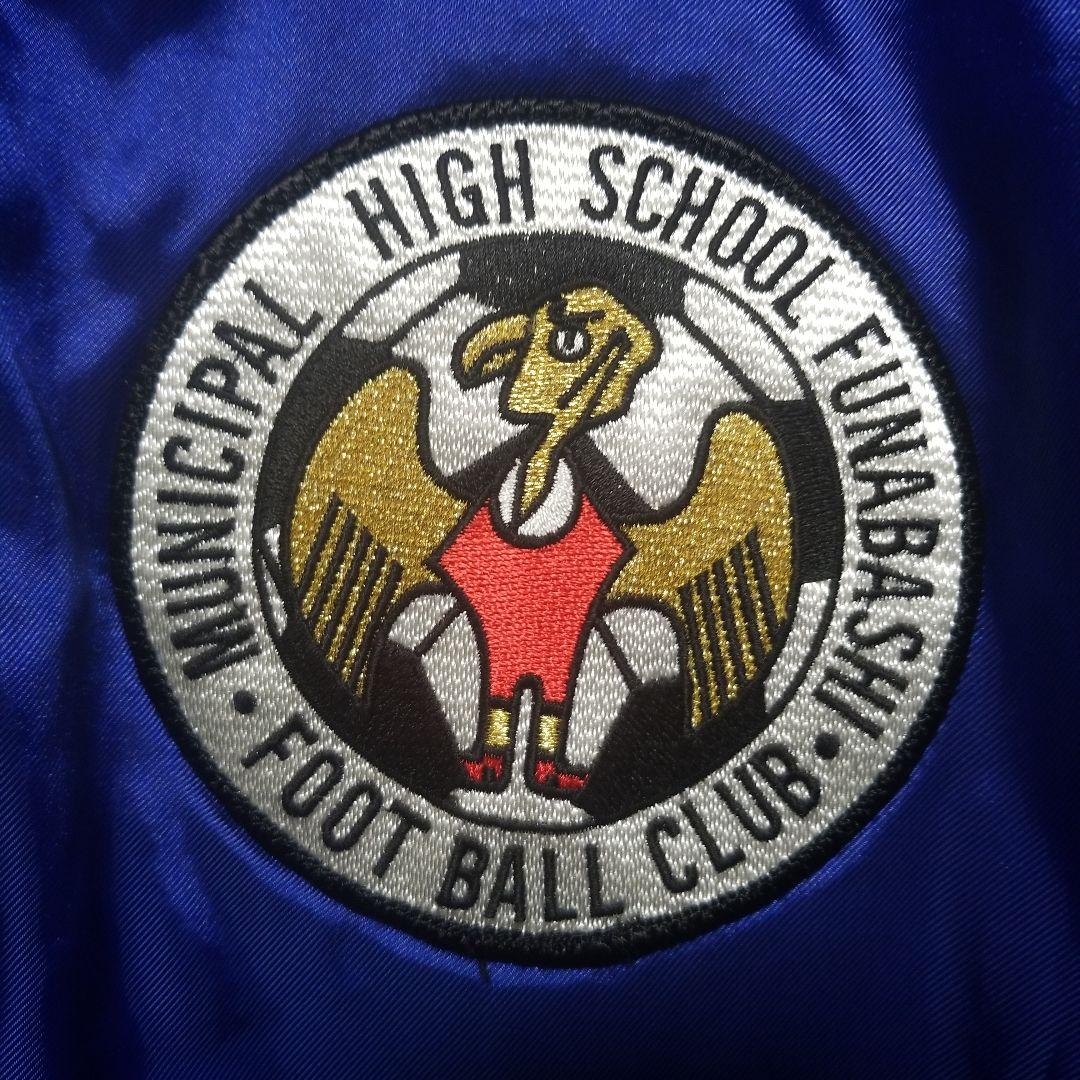 MUNICIPAL HIGH SCHOOL FUNABASHI
• FOOT BALL CLUB •